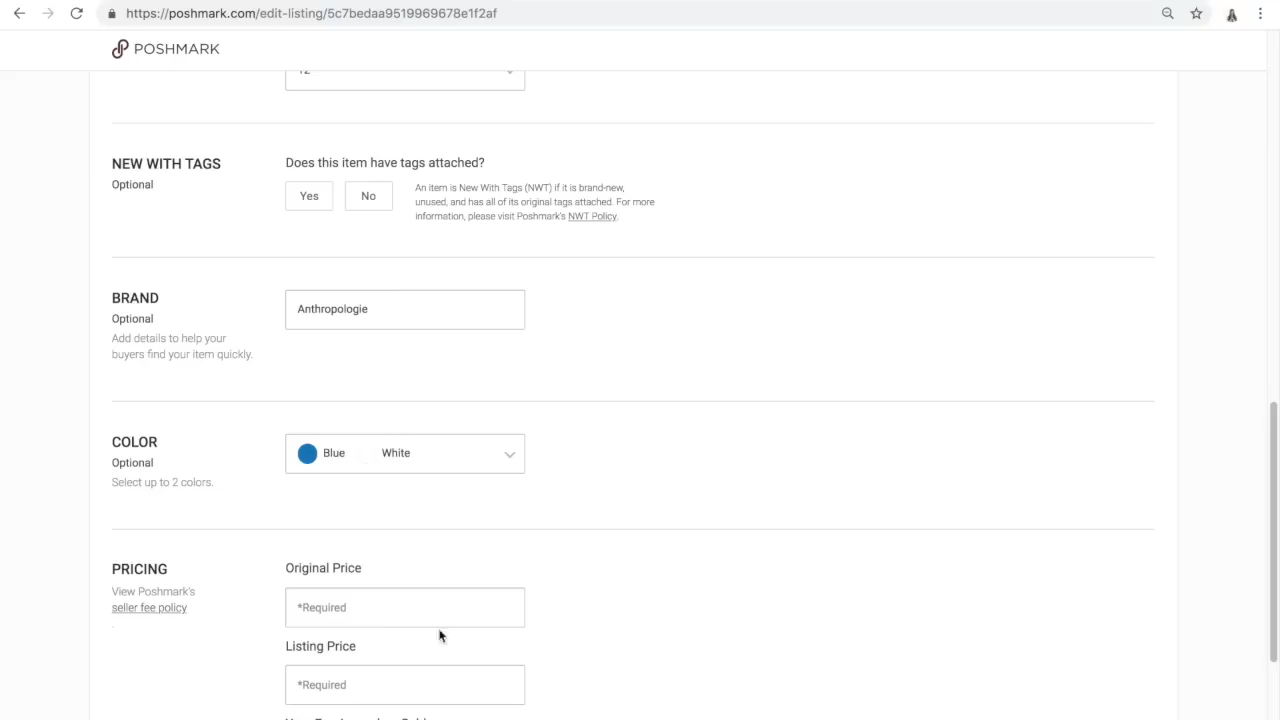 https://poshmark.com/edit-listing/5c7bedaa9519969678e1f2af
POSHMARK
12
NEW WITH TAGS
Optional
Does this item have tags attached?
Yes
No
An item is New With Tags (NWT) if it is brand-new,
unused, and has all of its original tags attached. For more
information, please visit Poshmark's NWT Policy.
BRAND
Optional
Add details to help your
buyers find your item quickly.
Anthropologie
COLOR
Optional
Select up to 2 colors.
Blue
White
PRICING
View Poshmark's
seller fee policy
.
Original Price
*Required
Listing Price
*Required